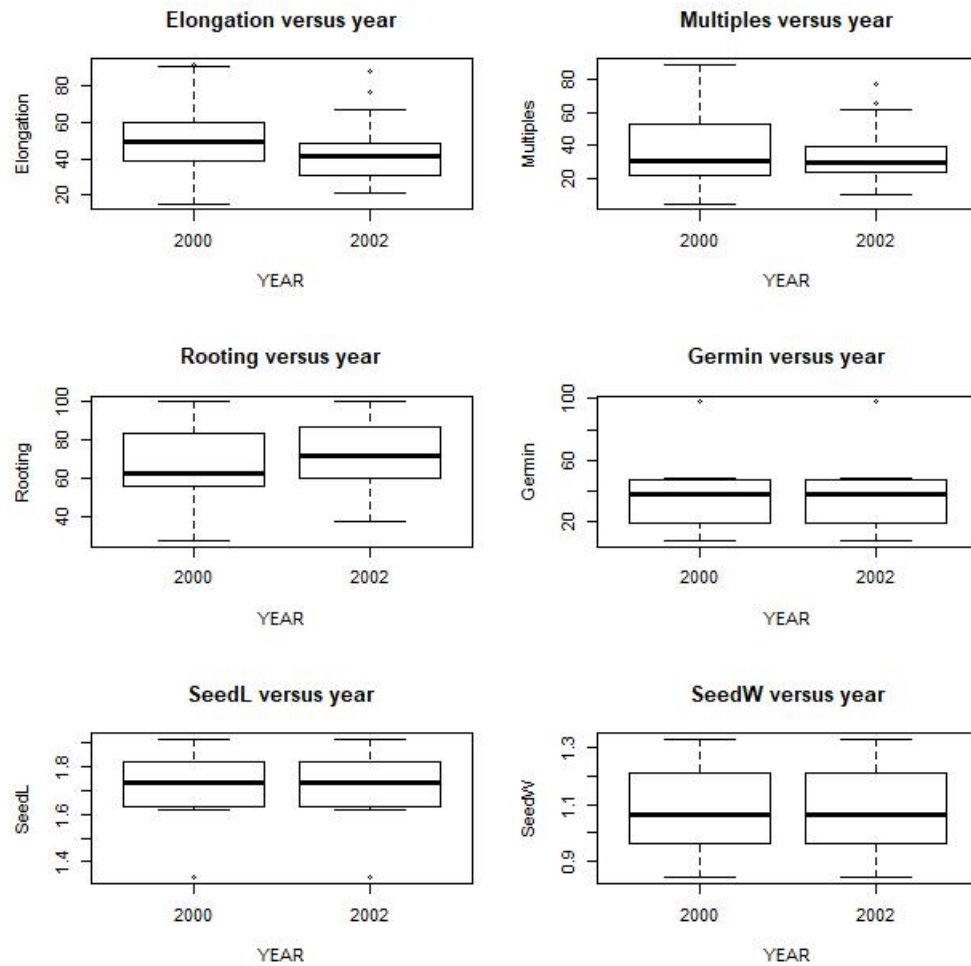 Elongation versus year
Elongation
80
60
40
20
2000 2002
YEAR
Multiples versus year
Multiples
80
60
40
20
2000 2002
YEAR
Rooting versus year
Rooting
100
80
60
40
2000 2002
YEAR
Germin versus year
Germin
100
60
20
2000 2002
YEAR
SeedL versus year
SeedL
1.8
1.6
1.4
2000 2002
YEAR
SeedW versus year
SeedW
1.3
1.1
0.9
2000 2002
YEAR